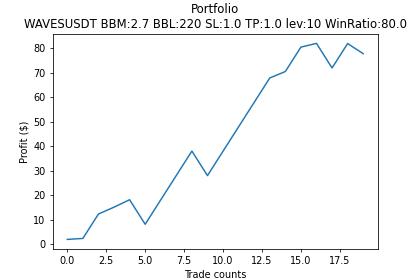 Portfolio
WAVESUSDT BBM:2.7 BBL:220 SL:1.0 TP:1.0 lev:10 WinRatio:80.0
80
70
60
50
40
30
20
10
0
Profit ($)
0.0 2.5 5.0 7.5 10.0 12.5 15.0 17.5
Trade counts